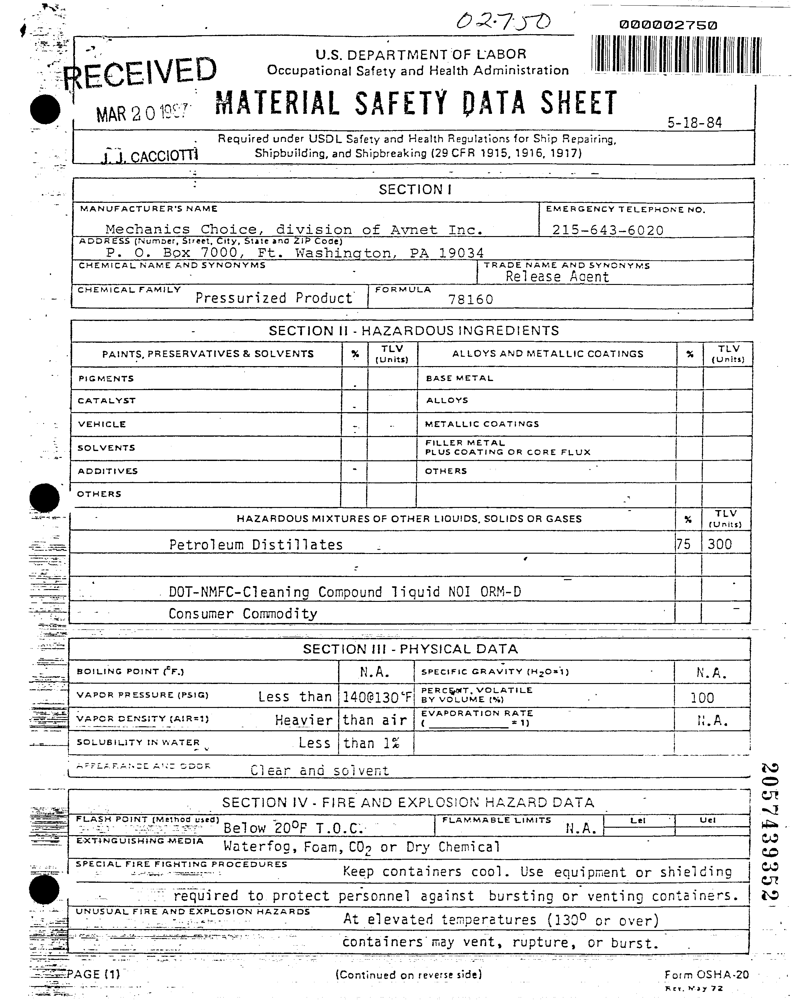 02750
000002750
U.S. DEPARTMENT OF LABOR
Occupational Safety and Health Administration
RECEIVED
MAR 20 1987
J. J. CACCIOTTI
MATERIAL SAFETY DATA SHEET
5-18-84
Required under USDL Safety and Health Regulations for Ship Repairing,
Shipbuilding, and Shipbreaking (29 CFR 1915, 1916, 1917)
SECTION I
MANUFACTURER'S NAME
EMERGENCY TELEPHONE NO.
Mechanics Choice, division of Avnet Inc.
215-643-6020
ADDRESS (Number, Street, City, State and ZIP Code)
P. O. Box 7000, Ft. Washington, PA 19034
CHEMICAL NAME AND SYNONYMS
TRADE NAME AND SYNONYMS
Release Agent
CHEMICAL FAMILY
Pressurized Product
FORMULA
78160
SECTION II - HAZARDOUS INGREDIENTS
PAINTS, PRESERVATIVES & SOLVENTS % TLV (Units) ALLOYS AND METALLIC COATINGS % TLV (Units)
PIGMENTS BASE METAL
CATALYST ALLOYS
VEHICLE METALLIC COATINGS
SOLVENTS FILLER METAL PLUS COATING OR CORE FLUX
ADDITIVES OTHERS
OTHERS
HAZARDOUS MIXTURES OF OTHER LIQUIDS, SOLIDS OR GASES % TLV (Units)
Petroleum Distillates 75 300
DOT-NMFC-Cleaning Compound liquid NOI ORM-D
Consumer Commodity
SECTION III - PHYSICAL DATA
BOILING POINT (°F.) N.A. SPECIFIC GRAVITY (H2O=1) N.A.
VAPOR PRESSURE (PSIG) Less than 140@130°F PERCENT, VOLATILE BY VOLUME (%) 100
VAPOR DENSITY (AIR=1) Heavier than air EVAPORATION RATE (______ =1) N.A.
SOLUBILITY IN WATER Less than 1%
APPEARANCE AND ODOR Clear and solvent
SECTION IV - FIRE AND EXPLOSION HAZARD DATA
FLASH POINT (Method used) Below 20°F T.O.C. FLAMMABLE LIMITS N.A. Lel Uel
EXTINGUISHING MEDIA Waterfog, Foam, CO2 or Dry Chemical
SPECIAL FIRE FIGHTING PROCEDURES Keep containers cool. Use equipment or shielding
required to protect personnel against bursting or venting containers.
UNUSUAL FIRE AND EXPLOSION HAZARDS At elevated temperatures (130° or over)
containers may vent, rupture, or burst.
PAGE (1)
(Continued on reverse side)
Form OSHA-20
Rev. May 72
2057439352